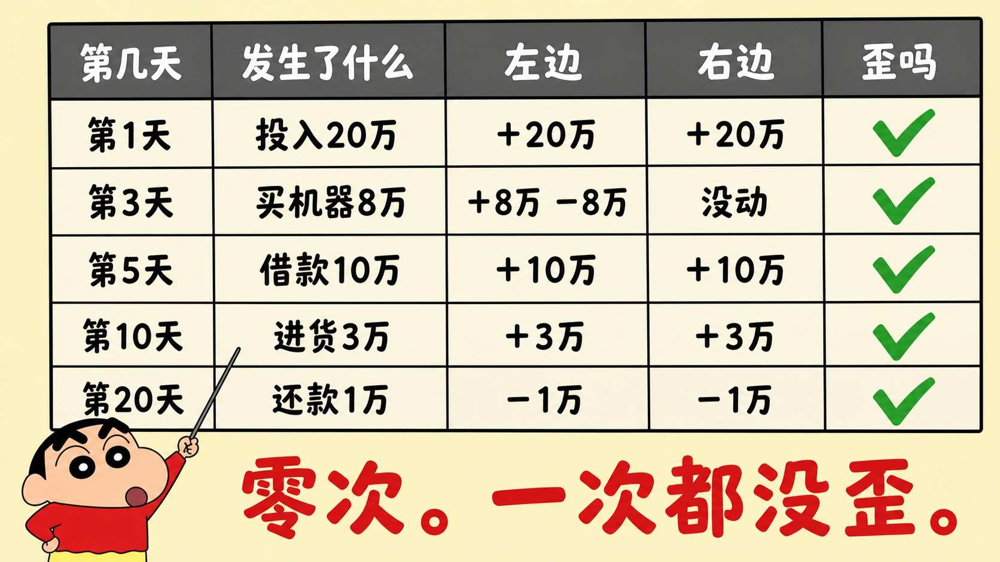 第几天 发生了什么 左边 右边 歪吗
第1天 投入20万 +20万 +20万
第3天 买机器8万 +8万 -8万 没动
第5天 借款10万 +10万 +10万
第10天 进货3万 +3万 +3万
第20天 还款1万 -1万 -1万
零次。一次都没歪。